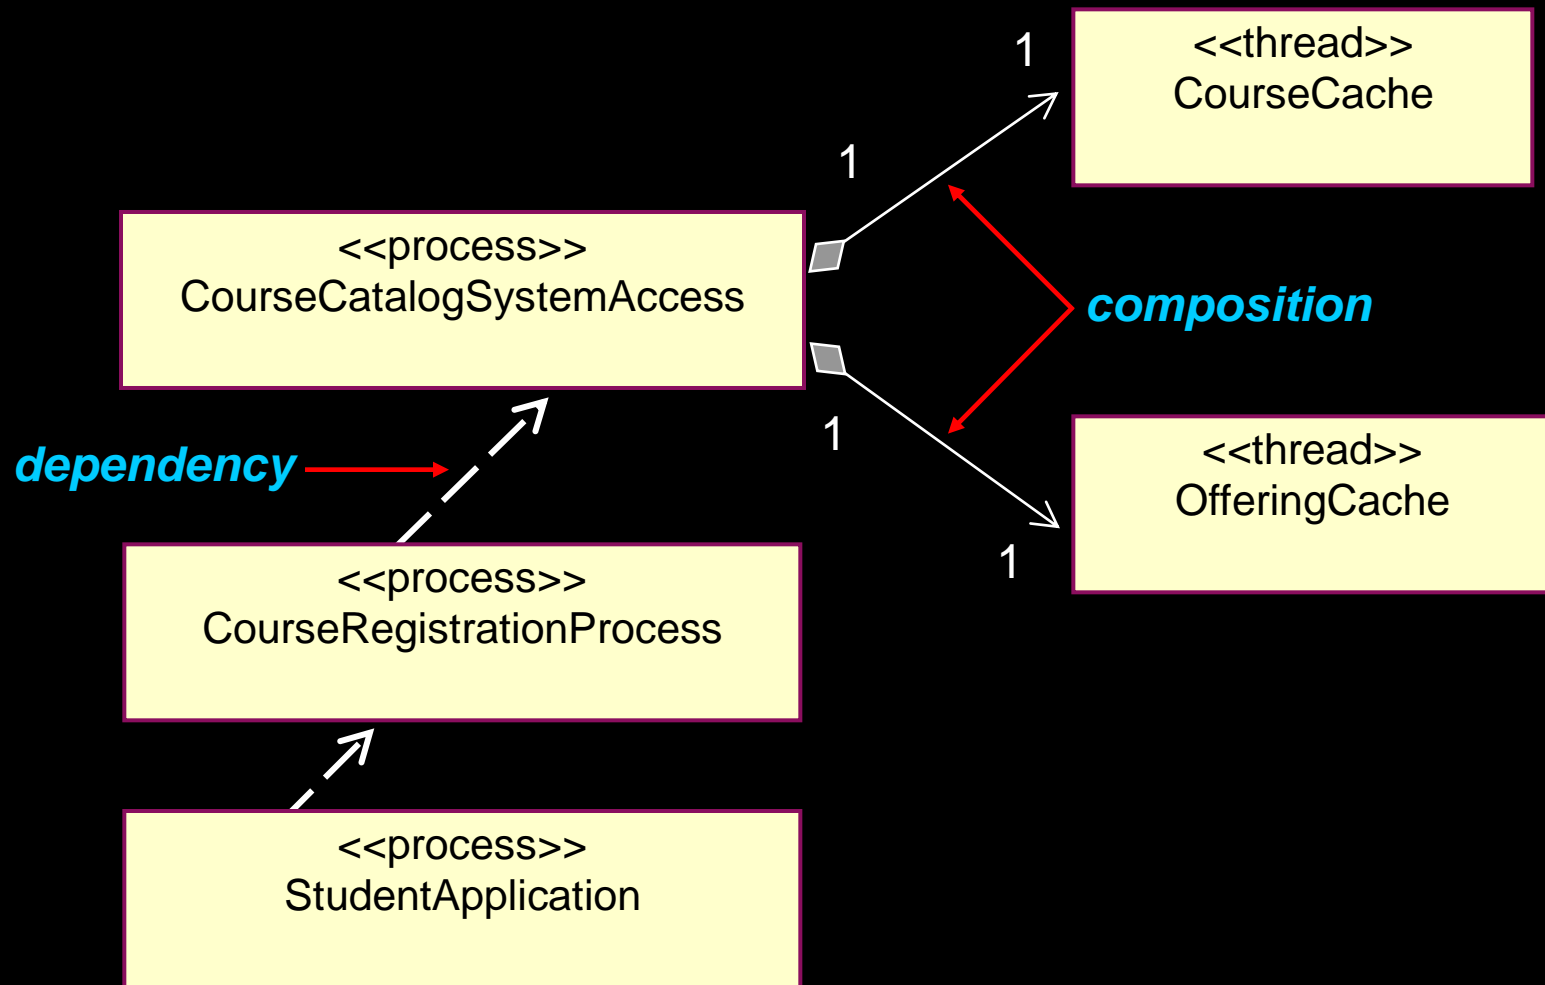 1
<<thread>>
CourseCache
1
<<process>>
CourseCatalogSystemAccess
composition
1
<<thread>>
OfferingCache
dependency
1
<<process>>
CourseRegistrationProcess
<<process>>
StudentApplication